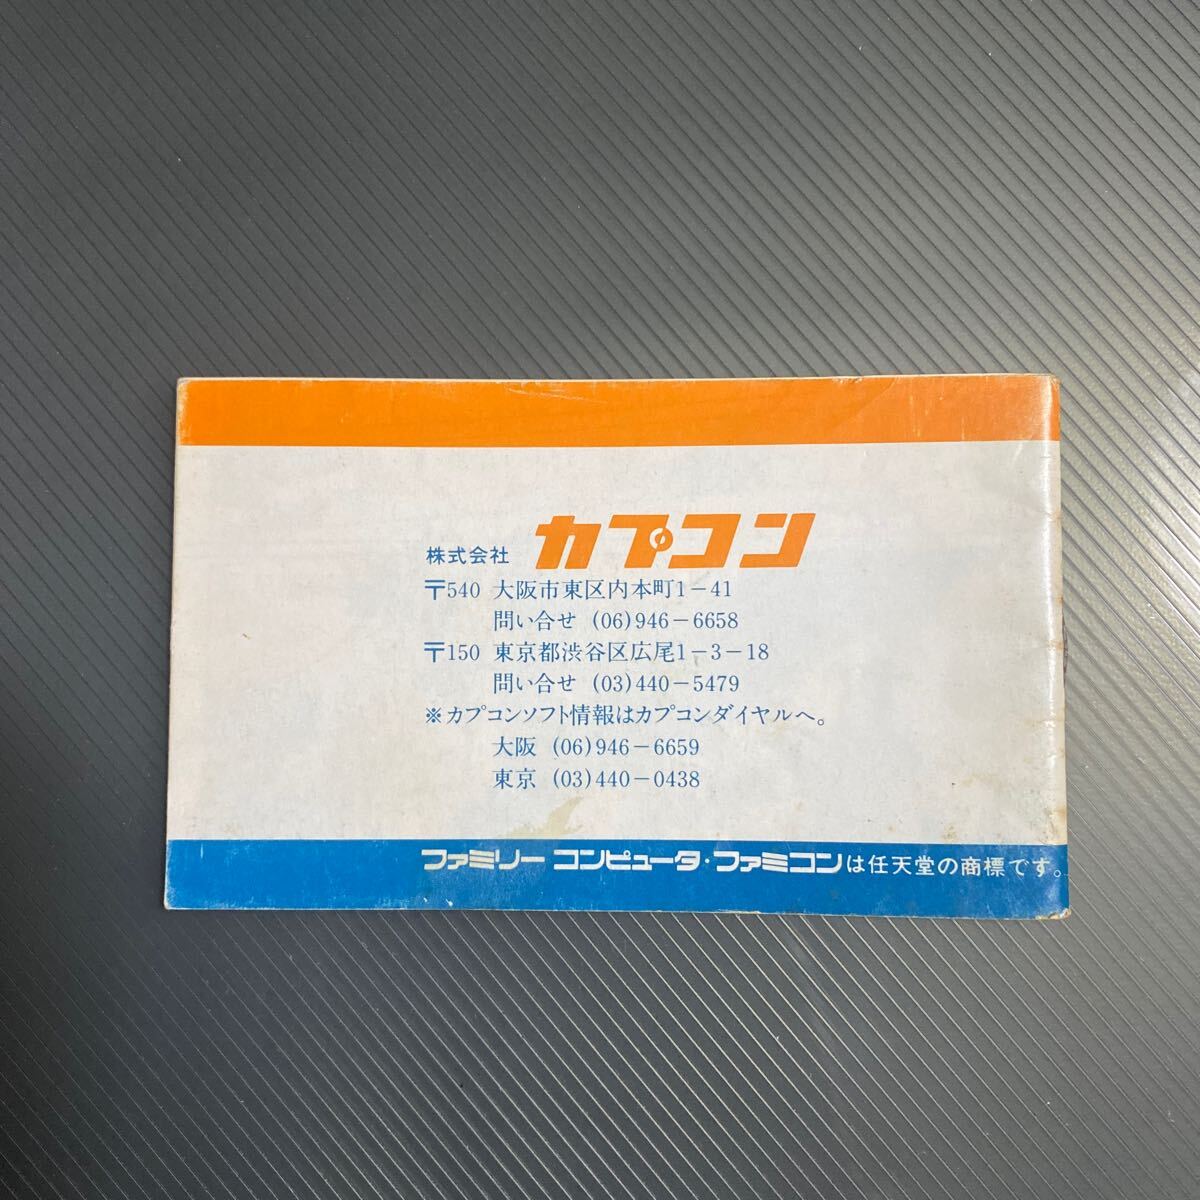 株式会社 カプコン
〒540 大阪市東区内本町1-41
問い合せ (06)946-6658
〒150 東京都渋谷区広尾1-3-18
問い合せ (03)440-5479
※カプコンソフト情報はカプコンダイヤルへ。
大阪 (06)946-6659
東京 (03)440-0438
ファミリー コンピュータ・ファミコンは任天堂の商標です。